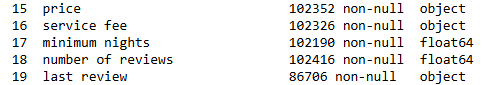 15 price 102352 non-null object
16 service fee 102326 non-null object
17 minimum nights 102190 non-null float64
18 number of reviews 102416 non-null float64
19 last review 86706 non-null object